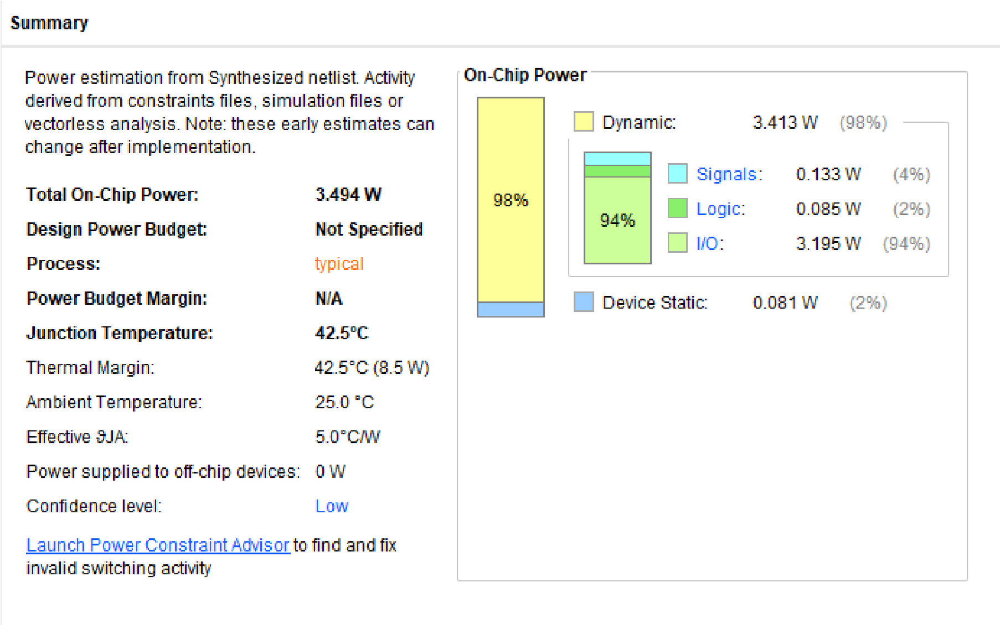 Summary
Power estimation from Synthesized netlist. Activity
derived from constraints files, simulation files or
vectorless analysis. Note: these early estimates can
change after implementation.
Total On-Chip Power: 3.494 W
Design Power Budget: Not Specified
Process: typical
Power Budget Margin: N/A
Junction Temperature: 42.5°C
Thermal Margin: 42.5°C (8.5 W)
Ambient Temperature: 25.0 °C
Effective ϑJA: 5.0°C/W
Power supplied to off-chip devices: 0 W
Confidence level: Low
Launch Power Constraint Advisor to find and fix
invalid switching activity
On-Chip Power
98%
Dynamic: 3.413 W (98%)
94%
Signals: 0.133 W (4%)
Logic: 0.085 W (2%)
I/O: 3.195 W (94%)
Device Static: 0.081 W (2%)